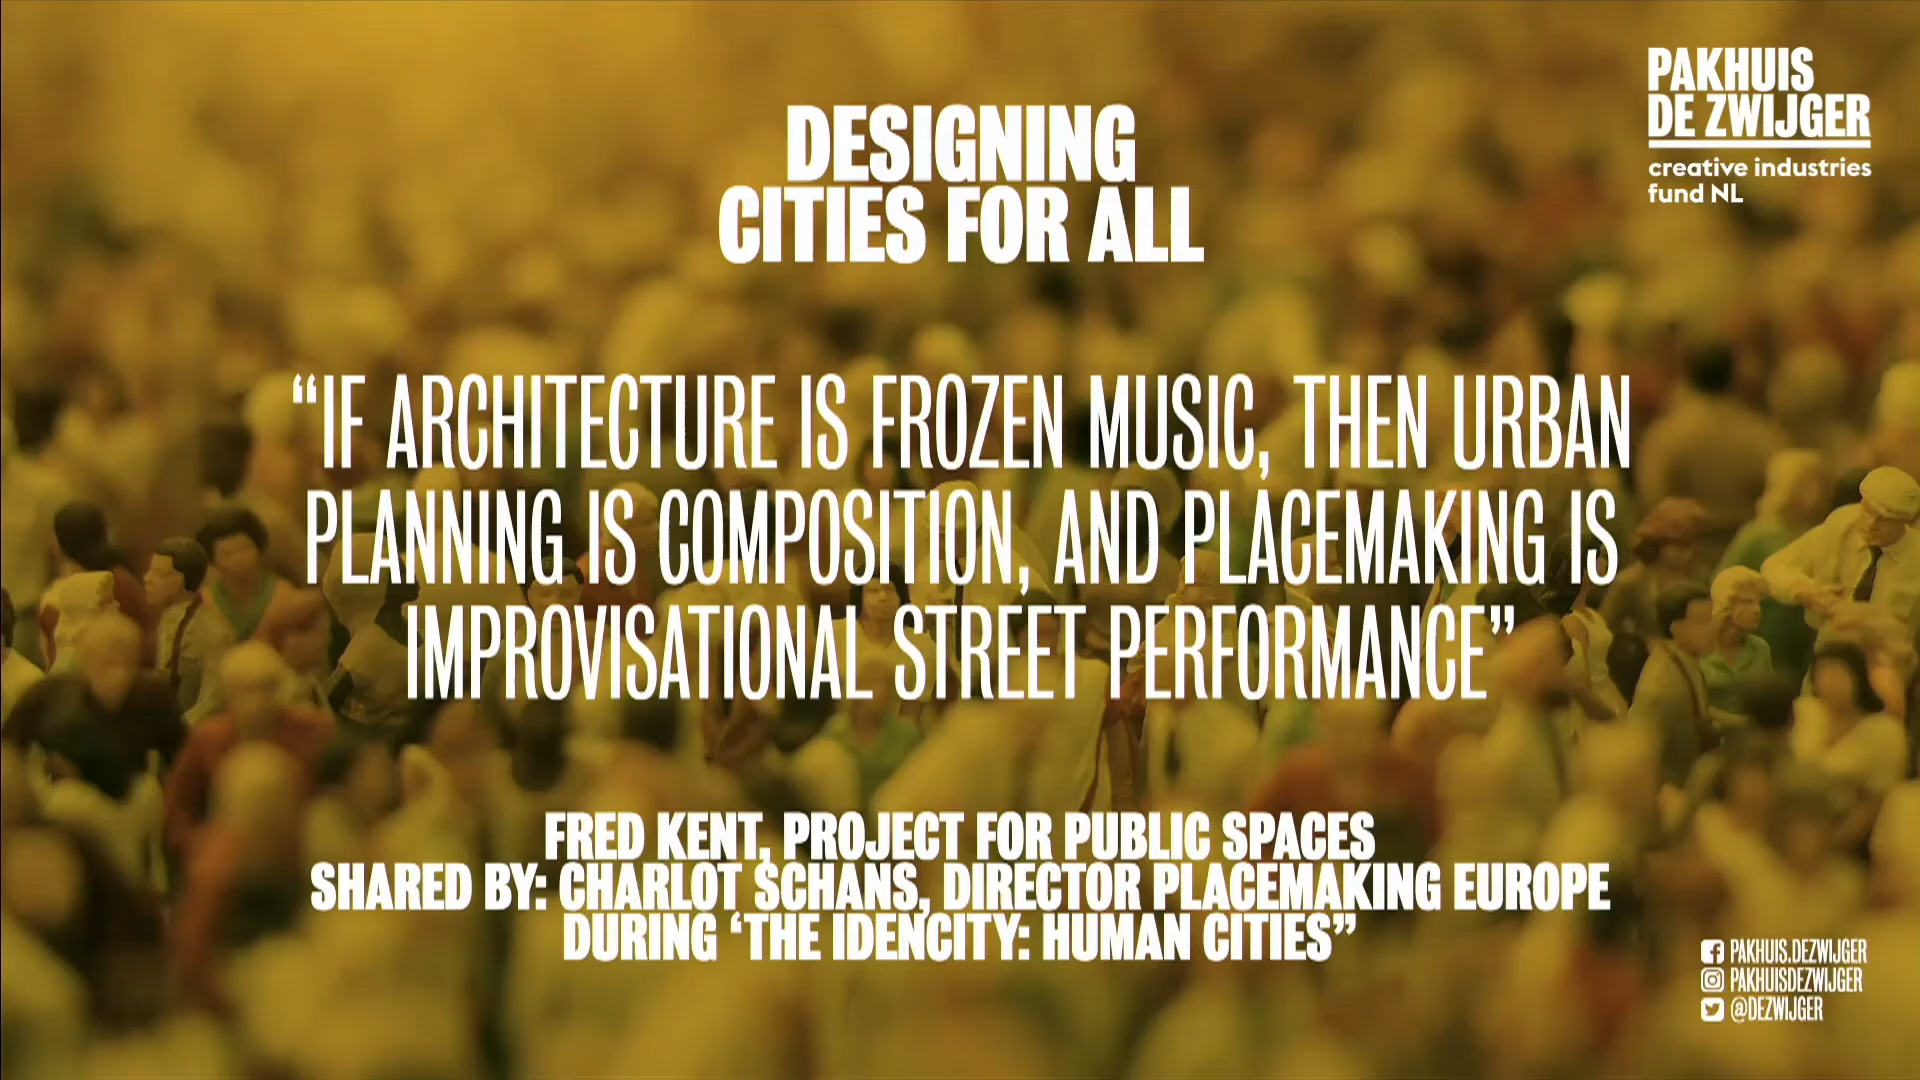 PAKHUIS
DE ZWIJGER
creative industries
fund NL
DESIGNING
CITIES FOR ALL
“IF ARCHITECTURE IS FROZEN MUSIC, THEN URBAN
PLANNING IS COMPOSITION, AND PLACEMAKING IS
IMPROVISATIONAL STREET PERFORMANCE”
FRED KENT, PROJECT FOR PUBLIC SPACES
SHARED BY: CHARLOT SCHANS, DIRECTOR PLACEMAKING EUROPE
DURING ‘THE IDENCITY: HUMAN CITIES”
PAKHUIS.DEZWIJGER
PAKHUISDEZWIJGER
@DEZWIJGER